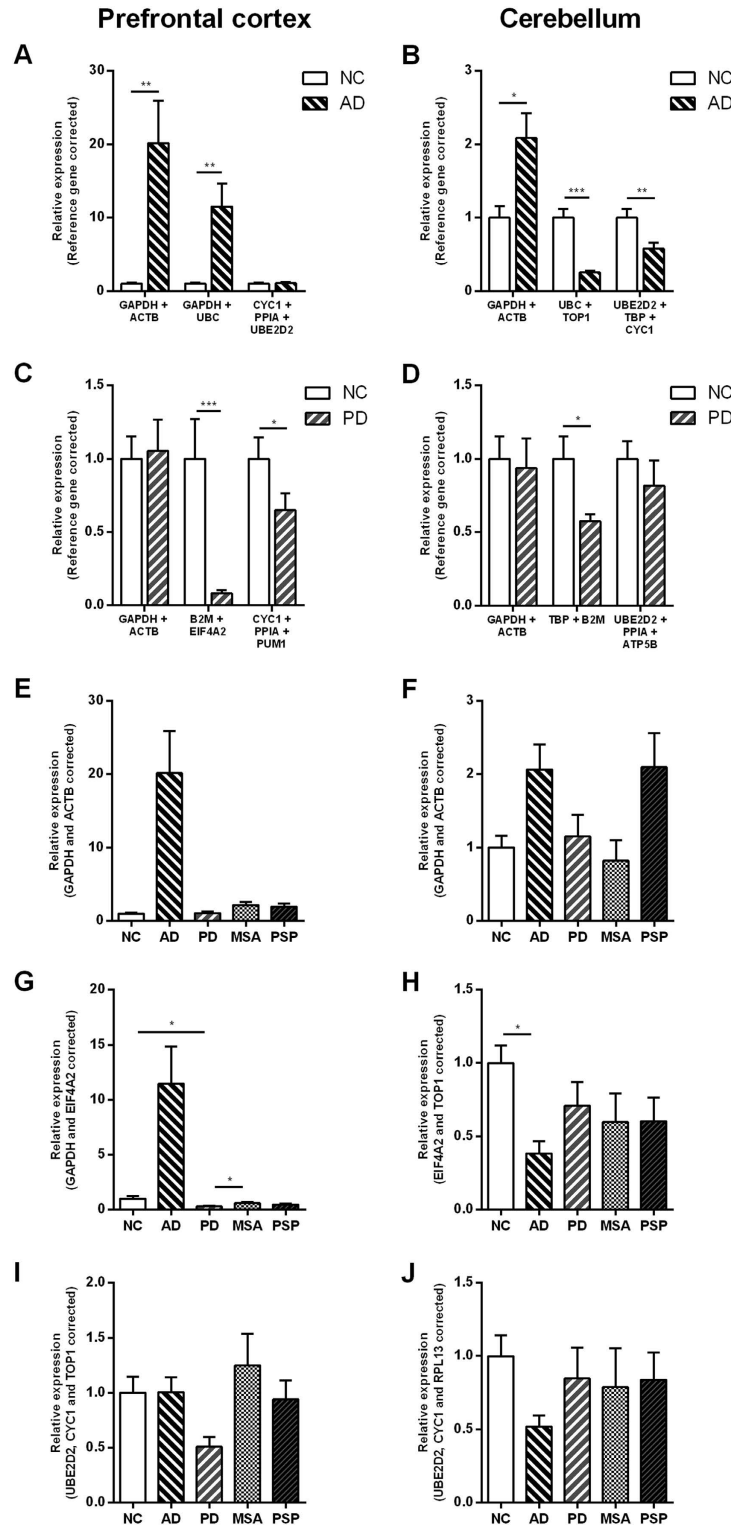 Prefrontal cortex
Cerebellum
A
Relative expression
(Reference gene corrected)
30
20
10
0
**
**
NC
AD
GAPDH +
ACTB
GAPDH +
UBC
CYC1 +
PPIA +
UBE2D2
B
Relative expression
(Reference gene corrected)
3
2
1
0
*
***
**
NC
AD
GAPDH +
ACTB
UBC +
TOP1
UBE2D2 +
TBP +
CYC1
C
Relative expression
(Reference gene corrected)
1.5
1.0
0.5
0.0
***
*
NC
PD
GAPDH +
ACTB
B2M +
EIF4A2
CYC1 +
PPIA +
PUM1
D
Relative expression
(Reference gene corrected)
1.5
1.0
0.5
0.0
*
NC
PD
GAPDH +
ACTB
TBP + B2M
UBE2D2 +
PPIA +
ATP5B
E
Relative expression
(GAPDH and ACTB corrected)
30
20
10
0
NC AD PD MSA PSP
F
Relative expression
(GAPDH and ACTB corrected)
3
2
1
0
NC AD PD MSA PSP
G
Relative expression
(GAPDH and EIF4A2 corrected)
20
15
10
5
0
*
*
NC AD PD MSA PSP
H
Relative expression
(EIF4A2 and TOP1 corrected)
1.5
1.0
0.5
0.0
*
NC AD PD MSA PSP
I
Relative expression
(UBE2D2, CYC1 and TOP1 corrected)
2.0
1.5
1.0
0.5
0.0
NC AD PD MSA PSP
J
Relative expression
(UBE2D2, CYC1 and RPL13 corrected)
1.5
1.0
0.5
0.0
NC AD PD MSA PSP